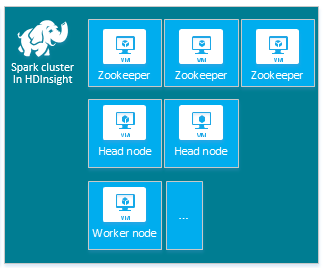 Spark cluster
In HDInsight
VM
VM
VM
Zookeeper
Zookeeper
Zookeeper
VM
VM
Head node
Head node
VM
Worker node
...